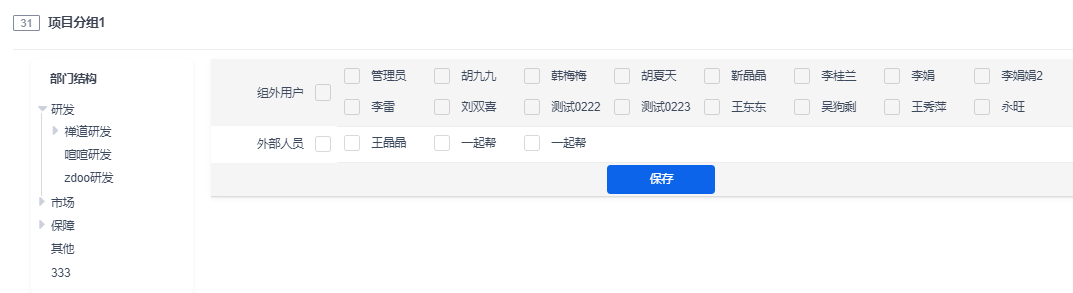 31 项目分组1
部门结构
研发
禅道研发
喧喧研发
zdoo研发
市场
保障
其他
333
组外用户 管理员 胡九九 韩梅梅 胡夏天 靳晶晶 李桂兰 李娟 李娟娟2
李雷 刘双喜 测试0222 测试0223 王东东 吴狗剩 王秀萍 永旺
外部人员 王晶晶 一起帮 一起帮
保存